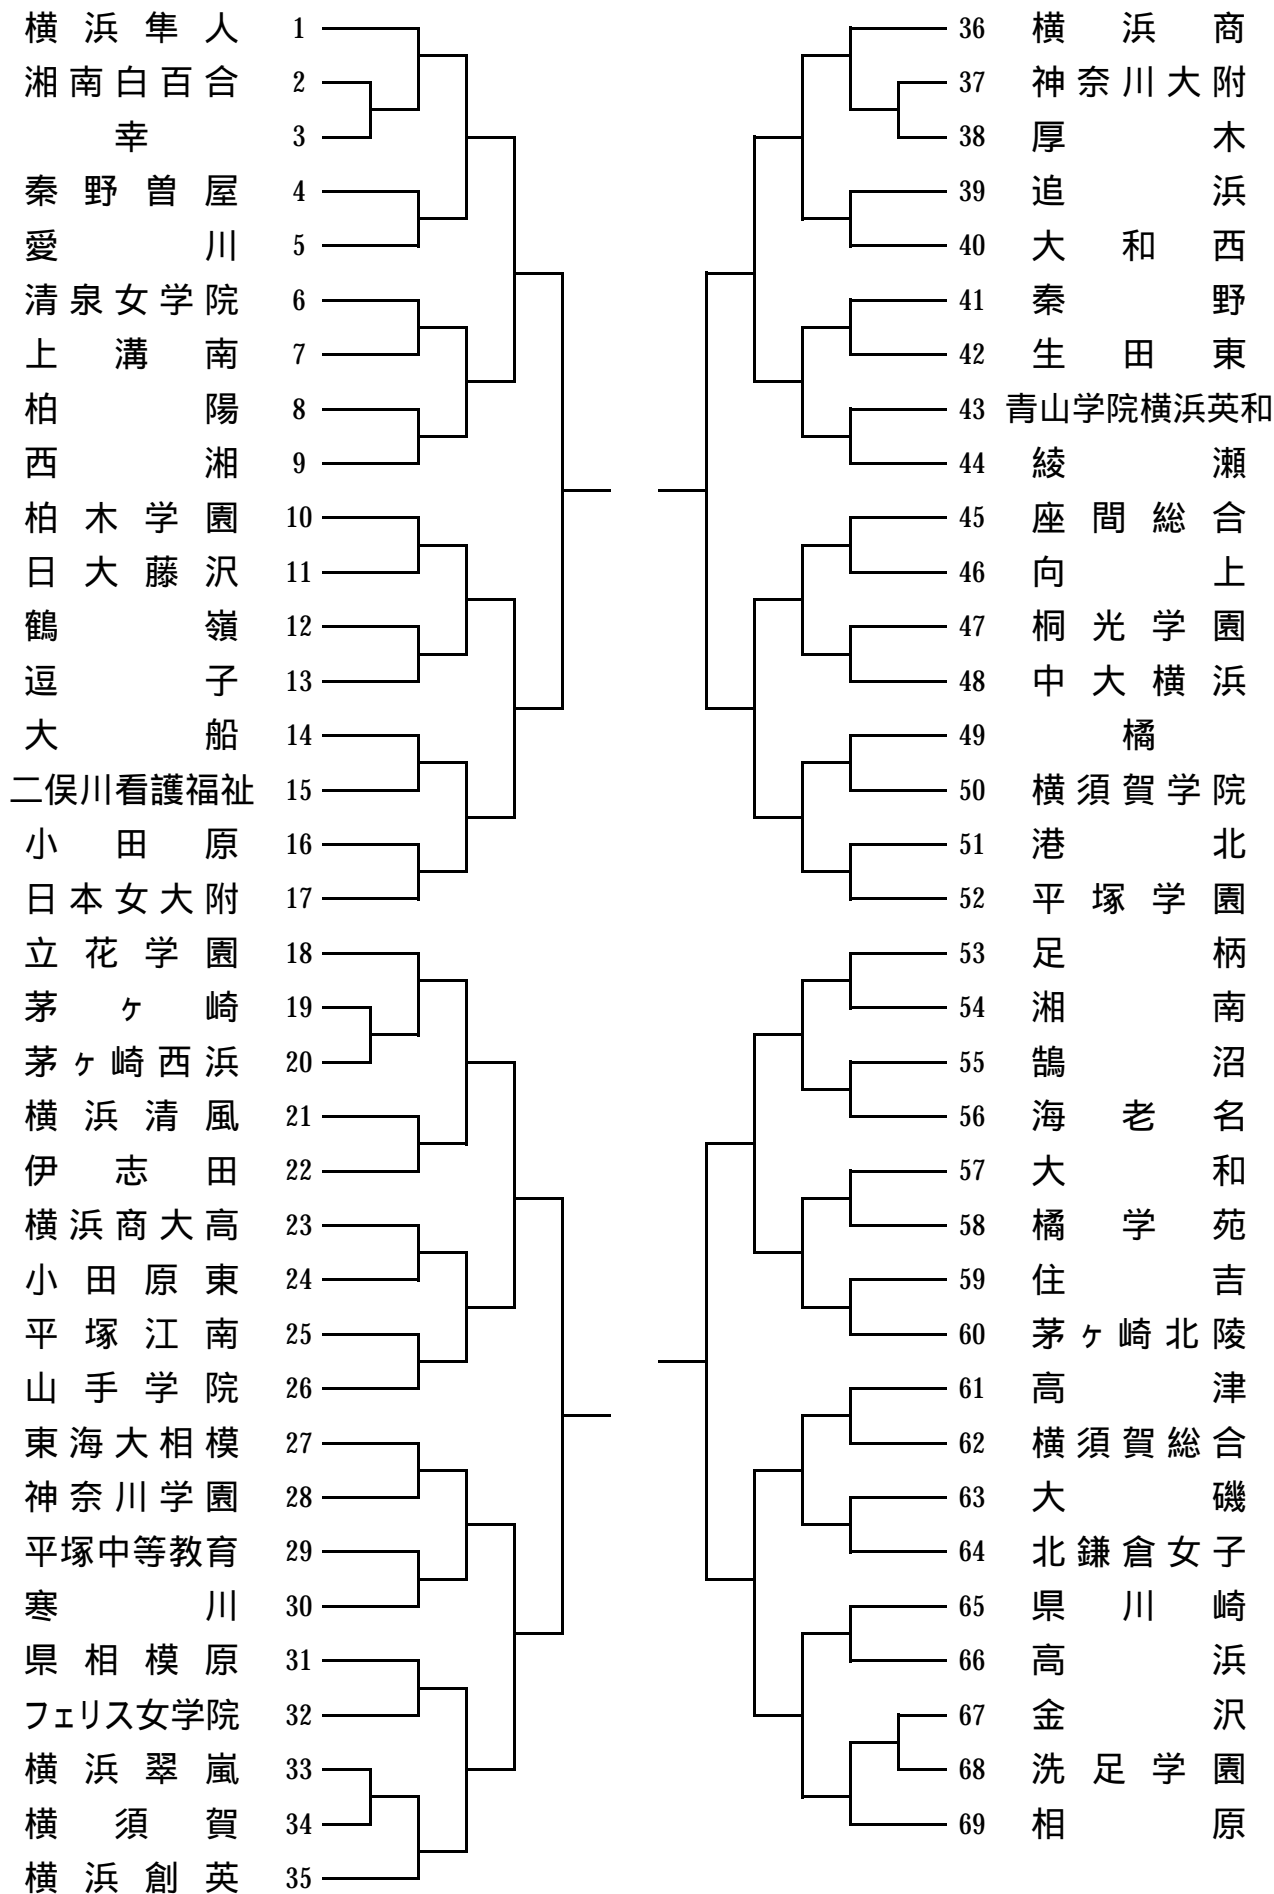 横浜隼人 1
湘南白百合 2
幸 3
秦野曽屋 4
愛川 5
清泉女学院 6
上溝南 7
柏陽 8
西湘 9
柏木学園 10
日大藤沢 11
鶴嶺 12
逗子 13
大船 14
二俣川看護福祉 15
小田原 16
日本女大附 17
立花学園 18
茅ヶ崎 19
茅ヶ崎西浜 20
横浜清風 21
伊志田 22
横浜商大高 23
小田原東 24
平塚江南 25
山手学院 26
東海大相模 27
神奈川学園 28
平塚中等教育 29
寒川 30
県相模原 31
フェリス女学院 32
横浜翠嵐 33
横須賀 34
横浜創英 35
36 横浜商
37 神奈川大附
38 厚木
39 追浜
40 大和西
41 秦野
42 生田東
43 青山学院横浜英和
44 綾瀬
45 座間総合
46 向上
47 桐光学園
48 中大横浜
49 橘
50 横須賀学院
51 港北
52 平塚学園
53 足柄
54 湘南
55 鵠沼
56 海老名
57 大和
58 橘学苑
59 住吉
60 茅ヶ崎北陵
61 高津
62 横須賀総合
63 大磯
64 北鎌倉女子
65 県川崎
66 高浜
67 金沢
68 洗足学園
69 相原